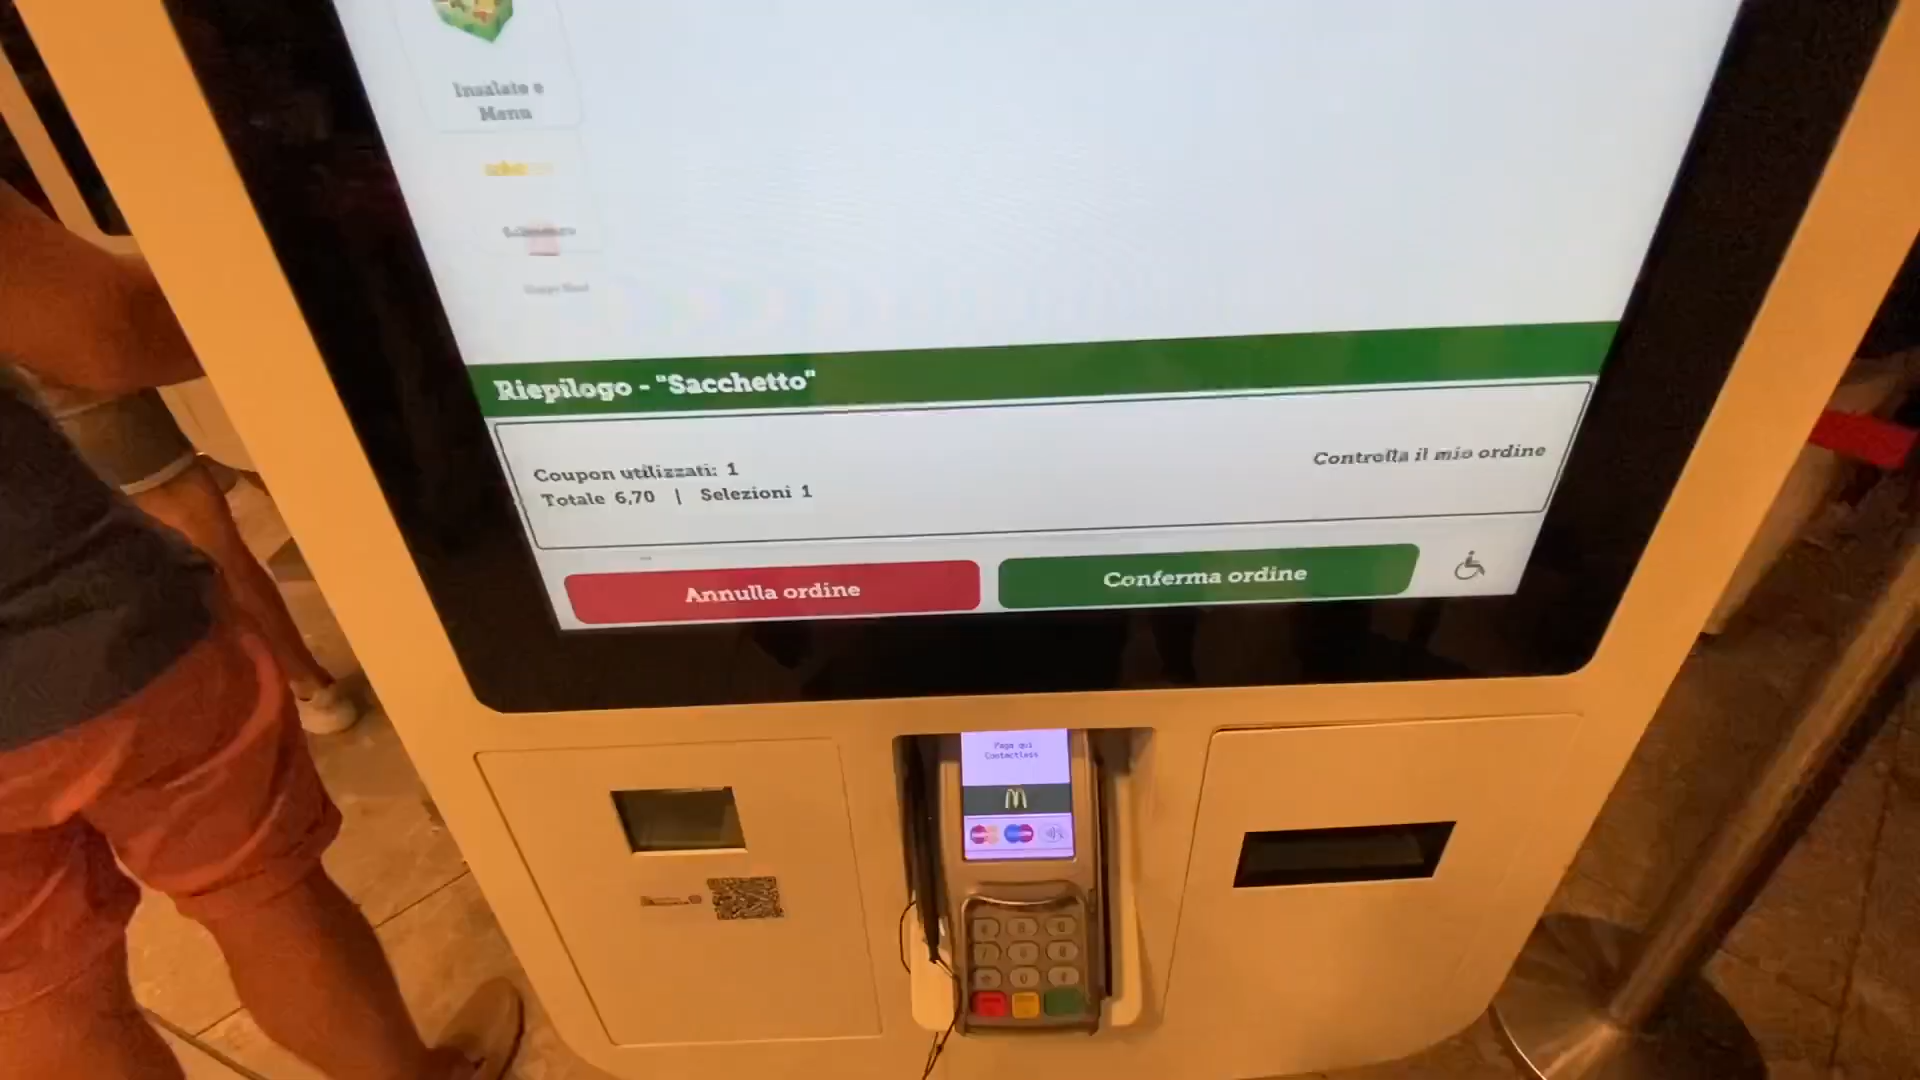 Insalate e
Menu
Riepilogo - "Sacchetto"
Coupon utilizzati: 1
Totale 6,70 | Selezioni 1
Controlla il mio ordine
Annulla ordine
Conferma ordine
Paga qui
Contactless